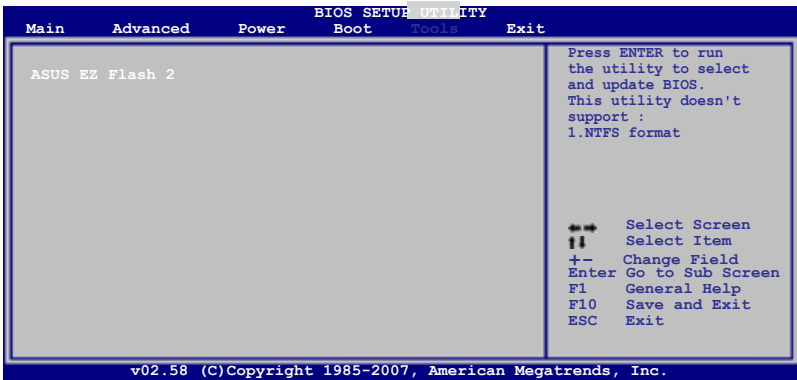 BIOS SETUP UTILITY
Main Advanced Power Boot Tools Exit
ASUS EZ Flash 2
Press ENTER to run
the utility to select
and update BIOS.
This utility doesn't
support :
1.NTFS format
←→ Select Screen
↑↓ Select Item
+- Change Field
Enter Go to Sub Screen
F1 General Help
F10 Save and Exit
ESC Exit
v02.58 (C)Copyright 1985-2007, American Megatrends, Inc.